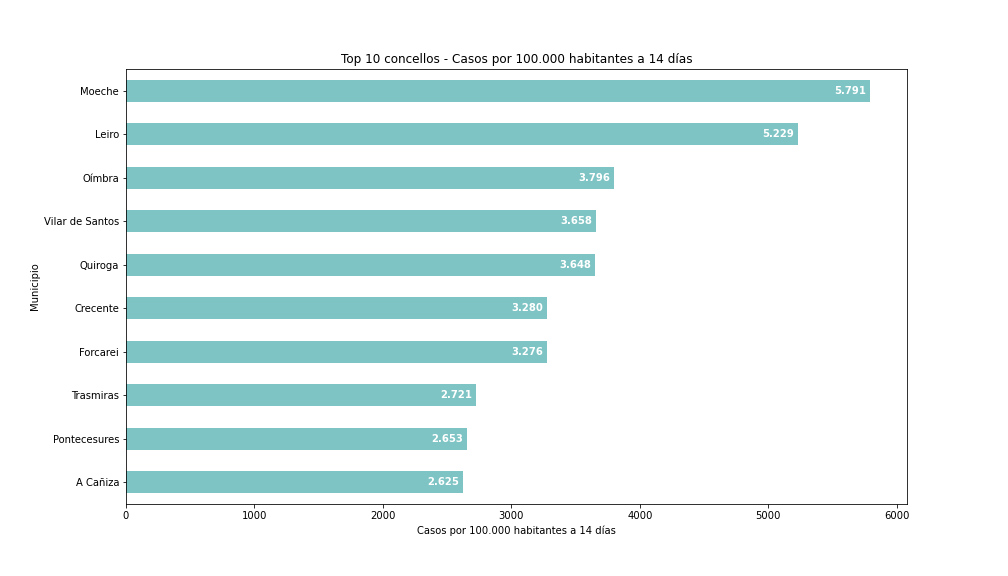 Top 10 concellos - Casos por 100.000 habitantes a 14 días
Municipio
Moeche 5.791
Leiro 5.229
Oímbra 3.796
Vilar de Santos 3.658
Quiroga 3.648
Crecente 3.280
Forcarei 3.276
Trasmiras 2.721
Pontecesures 2.653
A Cañiza 2.625
0 1000 2000 3000 4000 5000 6000
Casos por 100.000 habitantes a 14 días